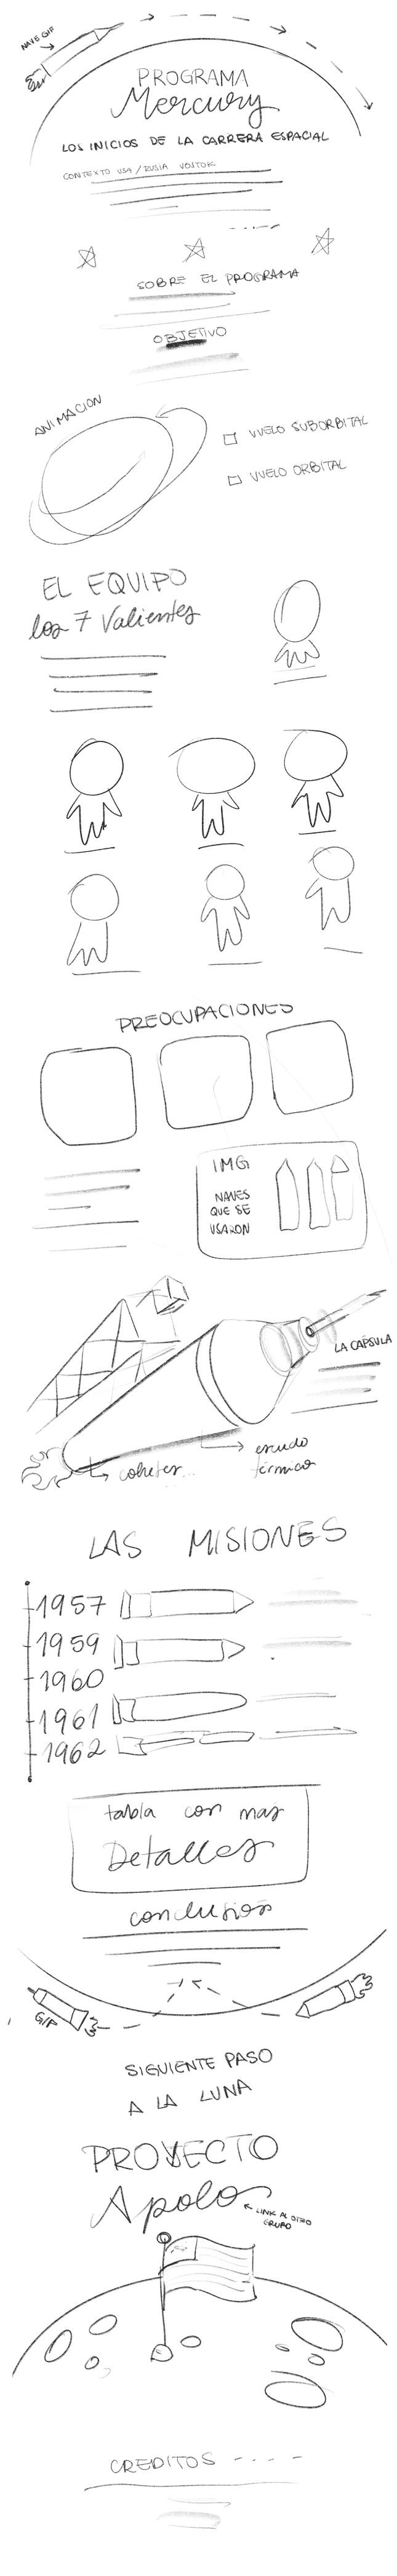 NAVE GIF
PROGRAMA
Mercury
LOS INICIOS DE LA CARRERA ESPACIAL
CONTEXTO USA / RUSIA VOSTOK
SOBRE EL PROGRAMA
OBJETIVO
ANIMACION
VUELO SUBORBITAL
VUELO ORBITAL
EL EQUIPO
los 7 Valientes
PREOCUPACIONES
IMG
NAVES
QUE SE
USARON
LA CAPSULA
cohetes...
escudo
térmico
LAS MISIONES
1957
1959
1960
1961
1962
tabla con mas
Detalles
conclusión
GIF
SIGUIENTE PASO
A LA LUNA
PROYECTO
Apolo
LINK AL OTRO
GRUPO
CREDITOS ----